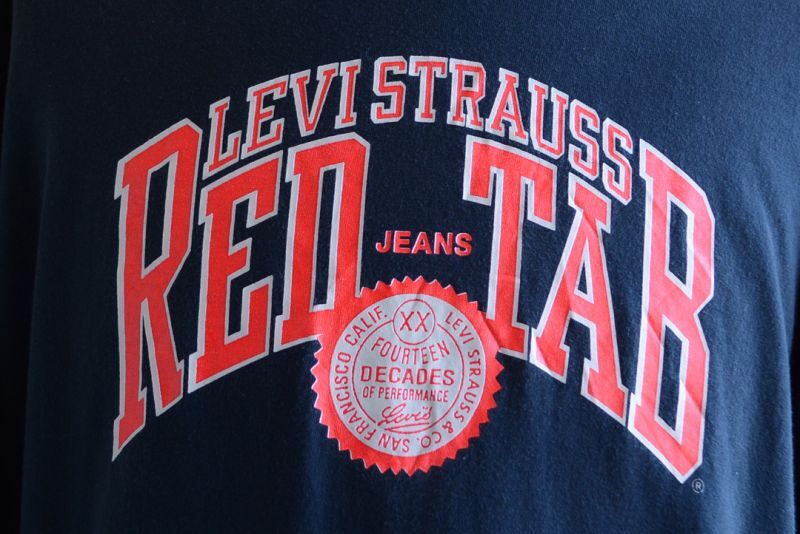 LEVI STRAUSS
RED TAB
JEANS
LEVI STRAUSS & CO. SAN FRANCISCO CALIF.
XX
FOURTEEN
DECADES
OF PERFORMANCE
Levi's
®